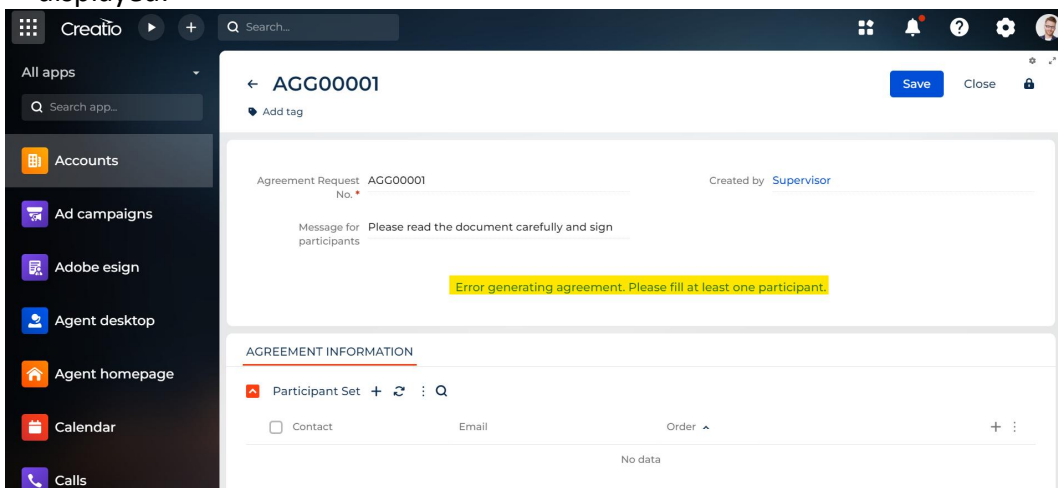 displayed.
Creatio
Search...
All apps
Search app...
Accounts
Ad campaigns
Adobe esign
Agent desktop
Agent homepage
Calendar
Calls
AGG00001
Save Close
Add tag
Agreement Request No.* AGG00001
Created by Supervisor
Message for participants Please read the document carefully and sign
Error generating agreement. Please fill at least one participant.
AGREEMENT INFORMATION
Participant Set
Contact Email Order
No data